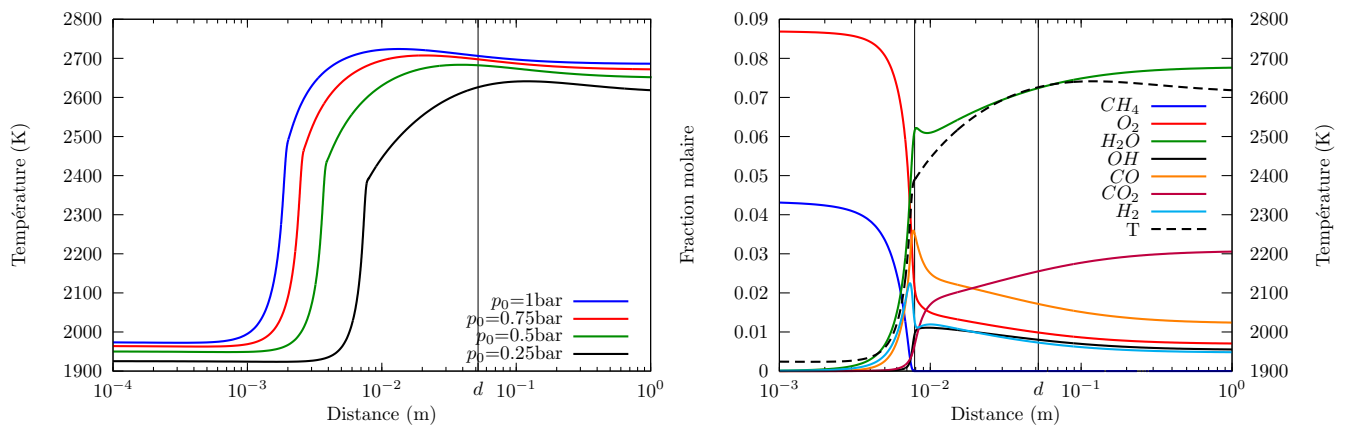 2800
2700
2600
2500
2400
2300
2200
2100
2000
1900
Température (K)
p₀=1bar
p₀=0.75bar
p₀=0.5bar
p₀=0.25bar
10⁻⁴ 10⁻³ 10⁻² d 10⁻¹ 10⁰
Distance (m)
0.09
0.08
0.07
0.06
0.05
0.04
0.03
0.02
0.01
0
Fraction molaire
CH₄
O₂
H₂O
OH
CO
CO₂
H₂
T
2800
2700
2600
2500
2400
2300
2200
2100
2000
1900
Température (K)
10⁻³ 10⁻² d 10⁻¹ 10⁰
Distance (m)